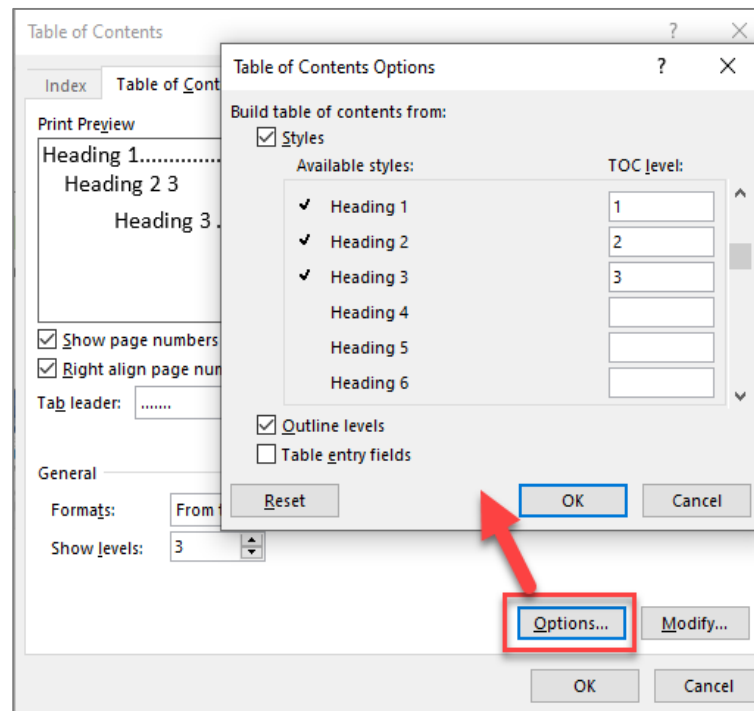 Table of Contents ? ×
Table of Contents Options ? ×
Index Table of Cont
Print Preview
Heading 1...............
Heading 2 3
Heading 3 .
Build table of contents from:
Styles
Available styles: TOC level:
Heading 1 1
Heading 2 2
Heading 3 3
Heading 4
Heading 5
Heading 6
Outline levels
Table entry fields
Reset OK Cancel
Show page numbers
Right align page nur
Tab leader: .......
General
Formats: From t
Show levels: 3
Options... Modify...
OK Cancel